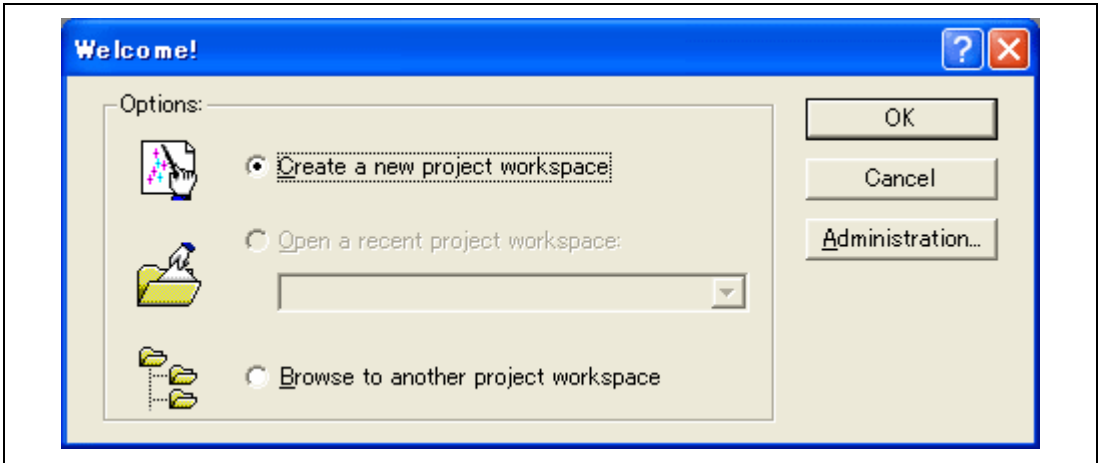 Welcome!
Options:
Create a new project workspace
Open a recent project workspace:
Browse to another project workspace
OK
Cancel
Administration...